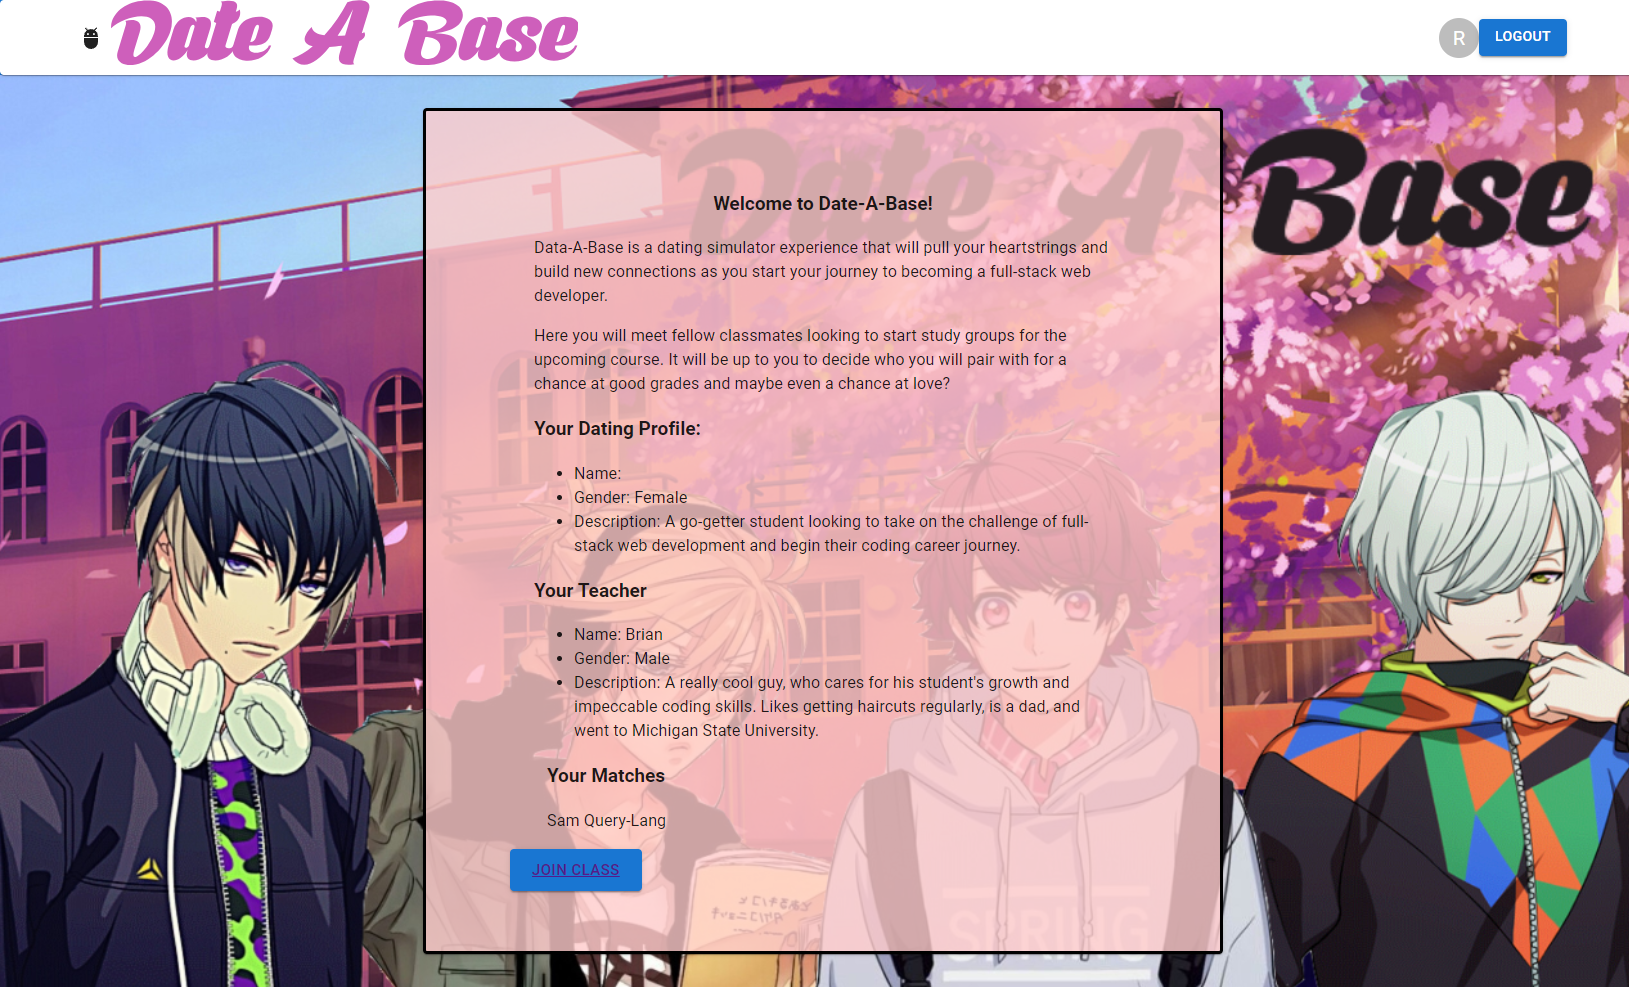 Date A Base
R
LOGOUT
Date A Base
Welcome to Date-A-Base!
Data-A-Base is a dating simulator experience that will pull your heartstrings and
build new connections as you start your journey to becoming a full-stack web
developer.
Here you will meet fellow classmates looking to start study groups for the
upcoming course. It will be up to you to decide who you will pair with for a
chance at good grades and maybe even a chance at love?
Your Dating Profile:
Name:
Gender: Female
Description: A go-getter student looking to take on the challenge of full-
stack web development and begin their coding career journey.
Your Teacher
Name: Brian
Gender: Male
Description: A really cool guy, who cares for his student's growth and
impeccable coding skills. Likes getting haircuts regularly, is a dad, and
went to Michigan State University.
Your Matches
Sam Query-Lang
JOIN CLASS
SPRING